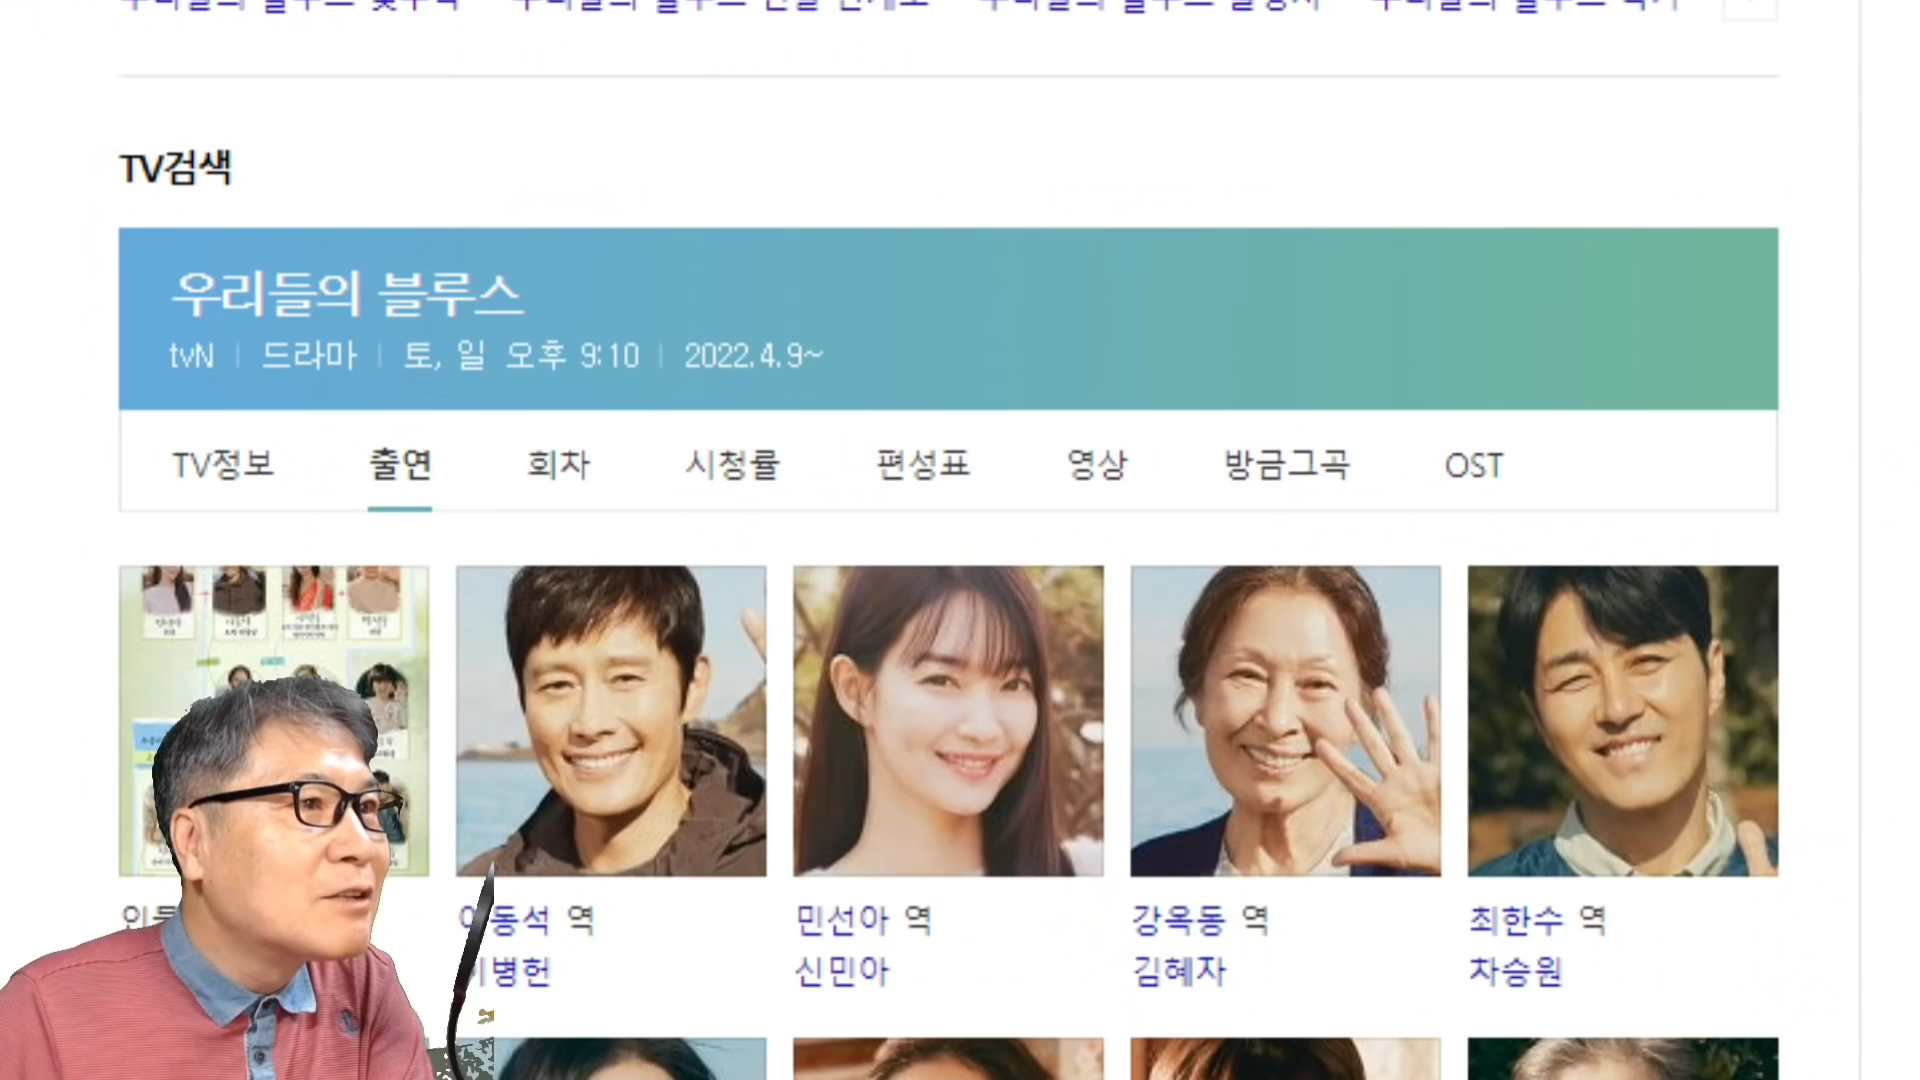 TV검색
우리들의 블루스
tvN | 드라마 | 토, 일 오후 9:10 | 2022.4.9~
TV정보 출연 회차 시청률 편성표 영상 방금그곡 OST
동석 역 민선아 역 강옥동 역 최한수 역
이병헌 신민아 김혜자 차승원